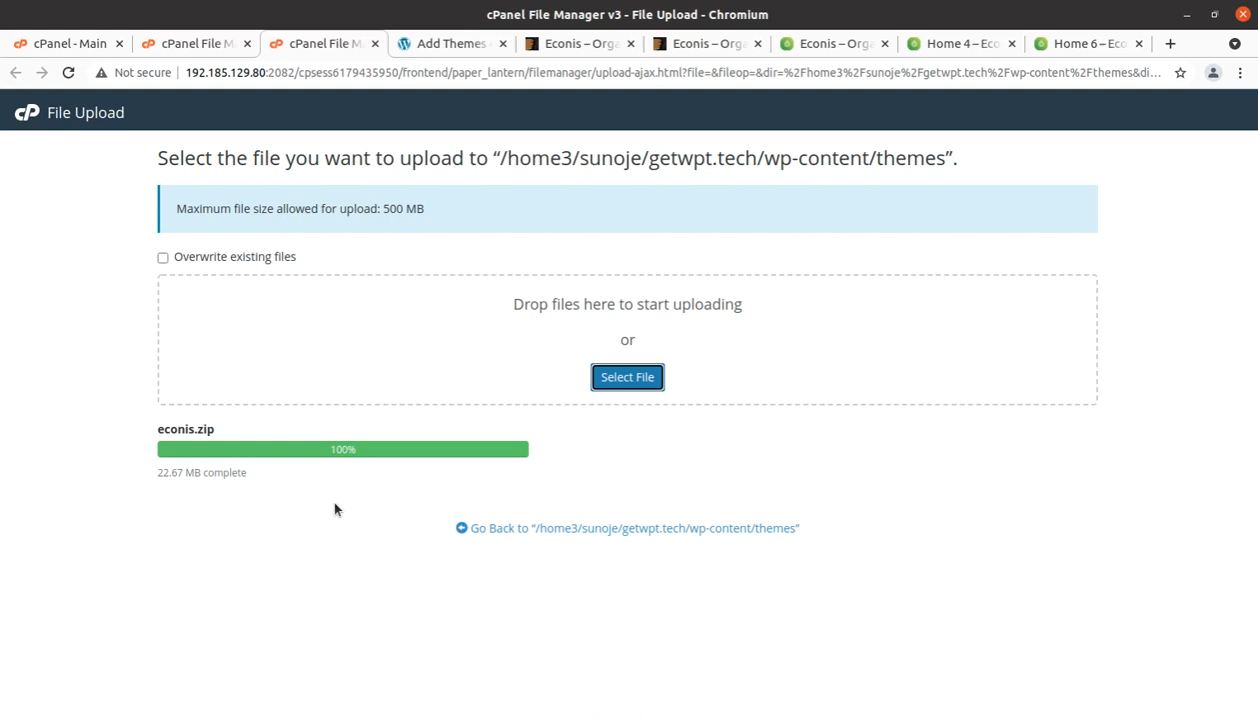 cPanel File Manager v3 - File Upload - Chromium
cPanel - Main
cPanel File M
cPanel File M
Add Themes
Econis – Orga
Econis – Orga
Econis – Orga
Home 4 – Eco
Home 6 – Eco
Not secure
192.185.129.80:2082/cpsess6179435950/frontend/paper_lantern/filemanager/upload-ajax.html?file=&fileop=&dir=%2Fhome3%2Fsunoje%2Fgetwpt.tech%2Fwp-content%2Fthemes&di...
cP File Upload
Select the file you want to upload to “/home3/sunoje/getwpt.tech/wp-content/themes”.
Maximum file size allowed for upload: 500 MB
Overwrite existing files
Drop files here to start uploading
or
Select File
econis.zip
100%
22.67 MB complete
Go Back to “/home3/sunoje/getwpt.tech/wp-content/themes”